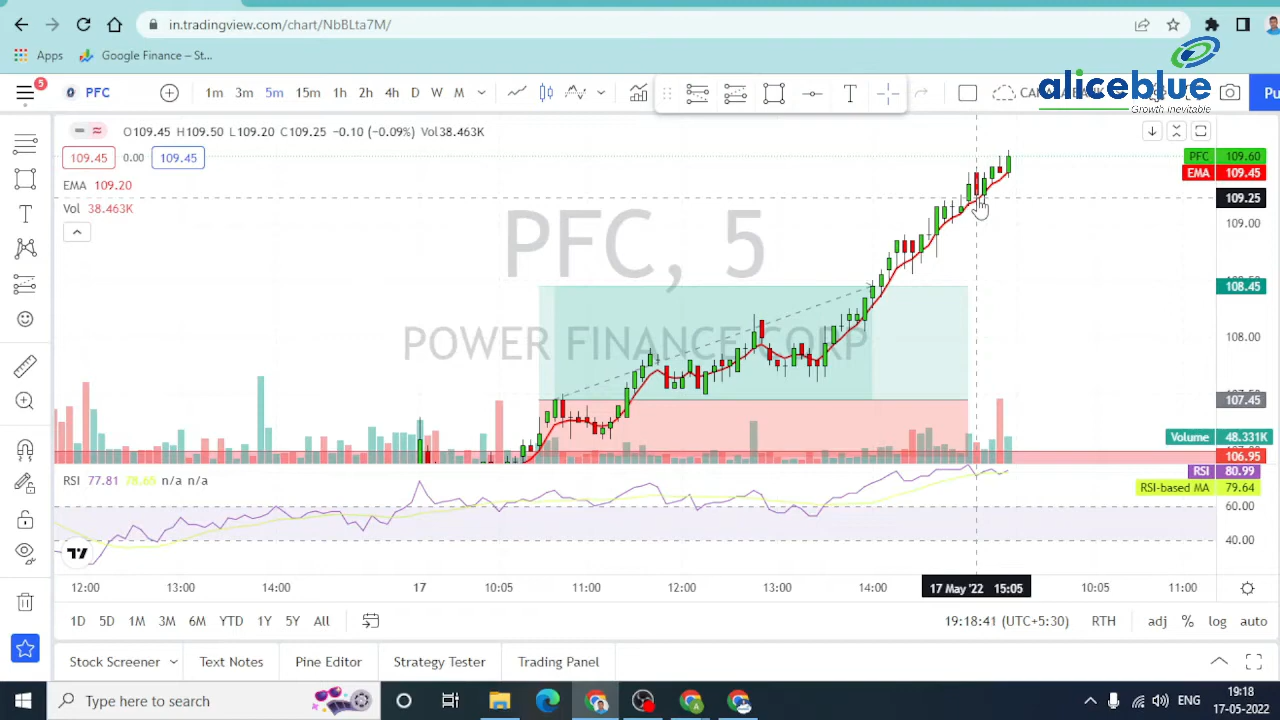 in.tradingview.com/chart/NbBLta7M/
Apps
Google Finance – St...
aliceblue
Growth inevitable
5
PFC
1m 3m 5m 15m 1h 2h 4h D W M
T
Pu
O109.45 H109.50 L109.20 C109.25 −0.10 (−0.09%) Vol38.463K
109.45 0.00 109.45
EMA 109.20
Vol 38.463K
PFC, 5
POWER FINANCE CORP
PFC 109.60
EMA 109.45
109.25
109.00
108.45
108.00
107.45
Volume 48.331K
106.95
RSI 77.81 78.65 n/a n/a
RSI 80.99
RSI-based MA 79.64
60.00
40.00
12:00 13:00 14:00 17 10:05 11:00 12:00 13:00 14:00 17 May '22 15:05 10:05 11:00
1D 5D 1M 3M 6M YTD 1Y 5Y All
19:18:41 (UTC+5:30) RTH adj % log auto
Stock Screener Text Notes Pine Editor Strategy Tester Trading Panel
Type here to search
ENG
19:18
17-05-2022